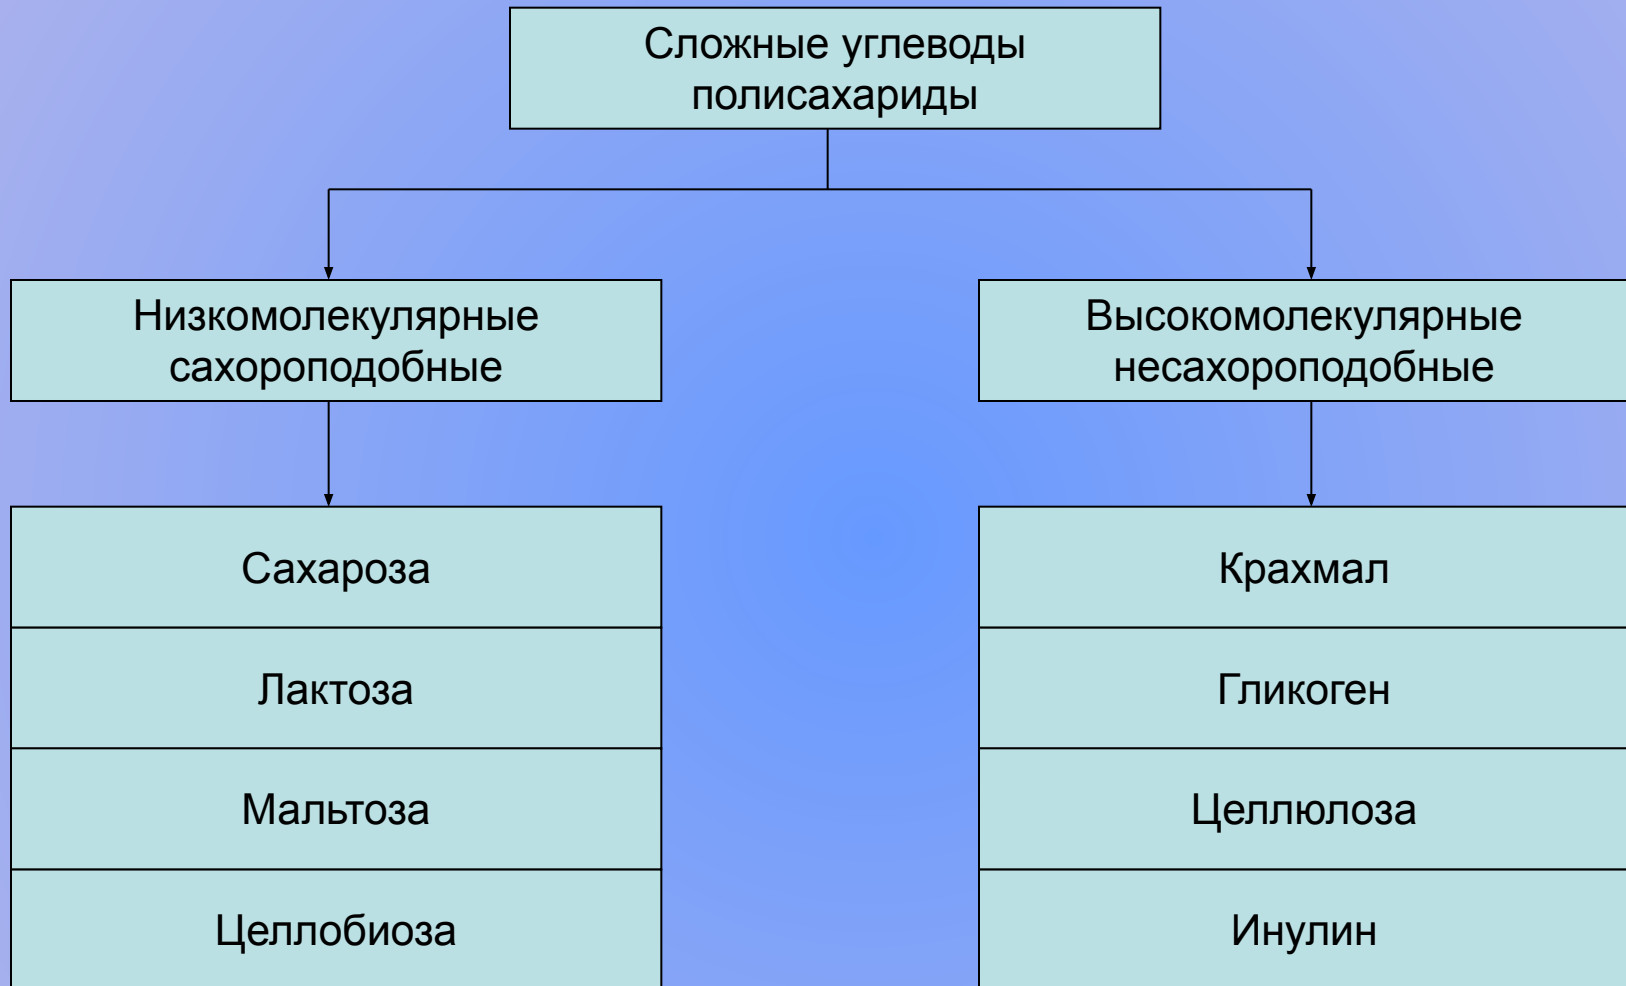 Сложные углеводы
полисахариды
Низкомолекулярные
сахороподобные
Высокомолекулярные
несахороподобные
Сахароза
Лактоза
Мальтоза
Целлобиоза
Крахмал
Гликоген
Целлюлоза
Инулин